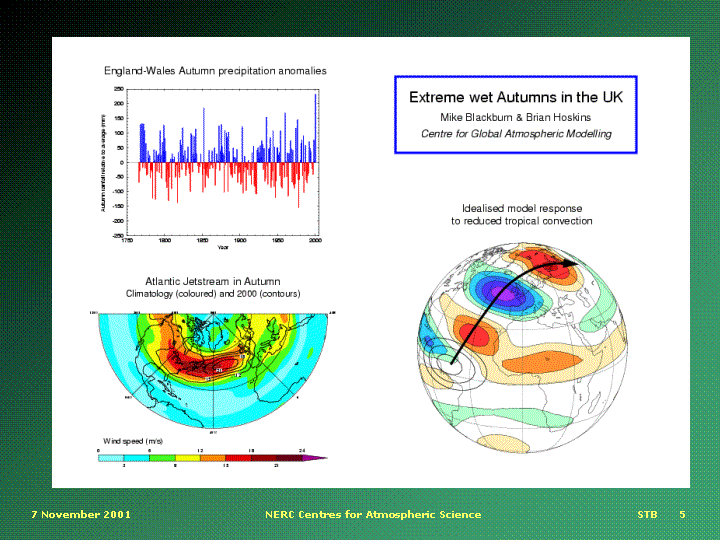 England-Wales Autumn precipitation anomalies
250
200
150
100
50
0
-50
-100
-150
-200
-250
Autumn rainfall relative to average (mm)
1750 1800 1850 1900 1950 2000
Year
Extreme wet Autumns in the UK
Mike Blackburn & Brian Hoskins
Centre for Global Atmospheric Modelling
Idealised model response
to reduced tropical convection
Atlantic Jetstream in Autumn
Climatology (coloured) and 2000 (contours)
Wind speed (m/s)
0 6 12 18 24
3 9 15 21
7 November 2001
NERC Centres for Atmospheric Science
STB 5